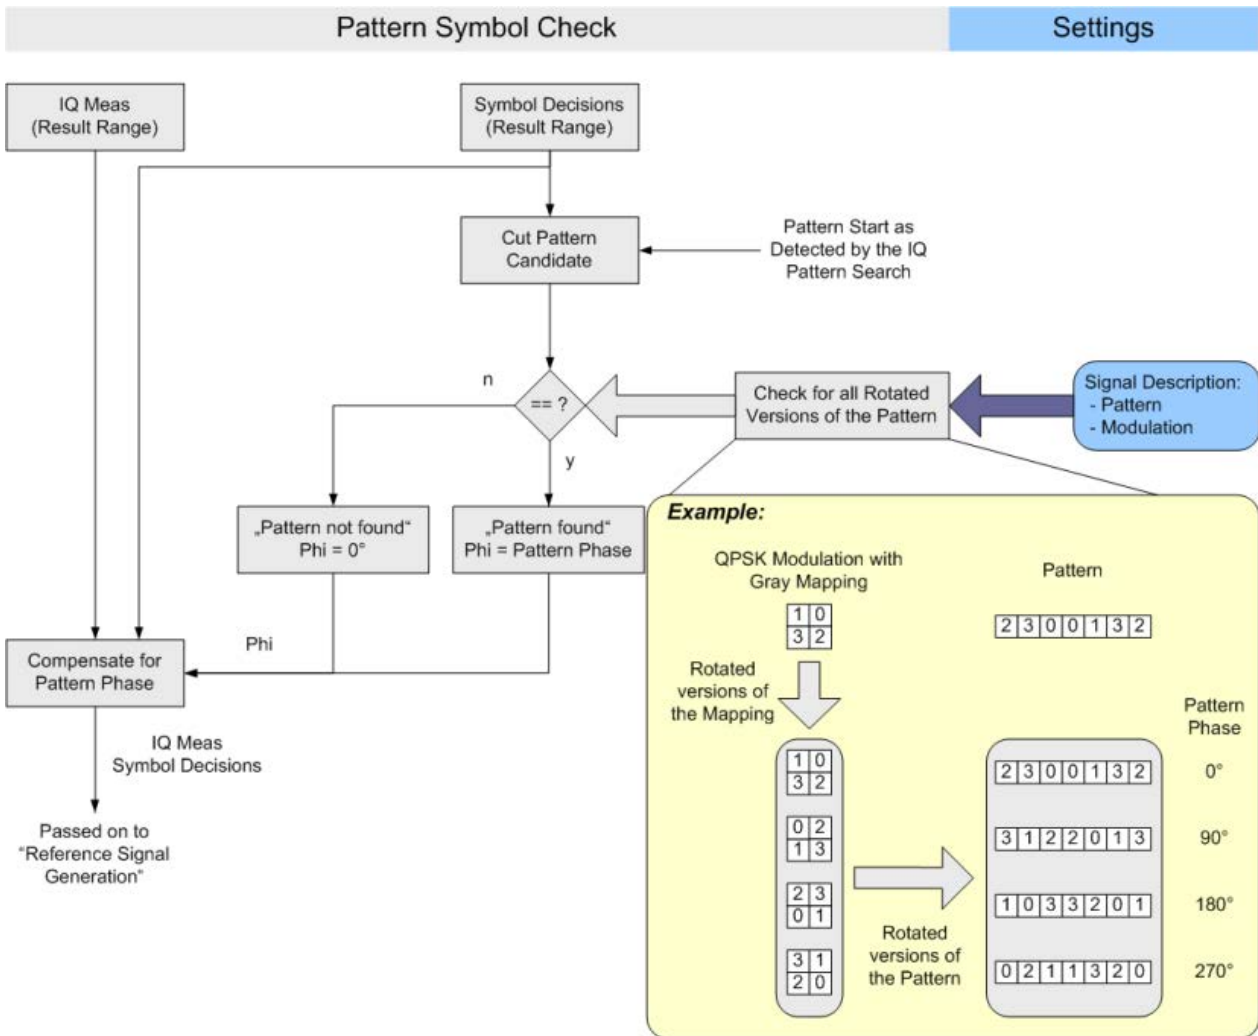 Pattern Symbol Check
Settings
IQ Meas
(Result Range)
Symbol Decisions
(Result Range)
Cut Pattern
Candidate
Pattern Start as
Detected by the IQ
Pattern Search
n
== ?
y
Check for all Rotated
Versions of the Pattern
Signal Description:
- Pattern
- Modulation
„Pattern not found“
Phi = 0°
„Pattern found“
Phi = Pattern Phase
Phi
Compensate for
Pattern Phase
IQ Meas
Symbol Decisions
Passed on to
“Reference Signal
Generation“
Example:
QPSK Modulation with
Gray Mapping
1 0
3 2
Pattern
2 3 0 0 1 3 2
Rotated
versions of
the Mapping
Pattern
Phase
1 0
3 2
2 3 0 0 1 3 2
0°
0 2
1 3
3 1 2 2 0 1 3
90°
2 3
0 1
1 0 3 3 2 0 1
180°
Rotated
versions of
the Pattern
3 1
2 0
0 2 1 1 3 2 0
270°